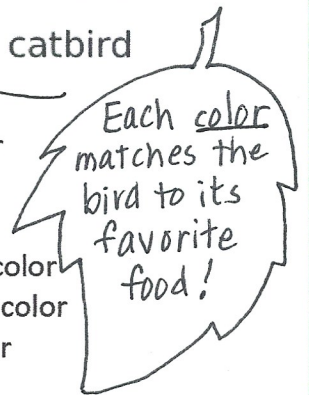 catbird
Each color
matches the
bird to its
favorite
food!
color
color
r